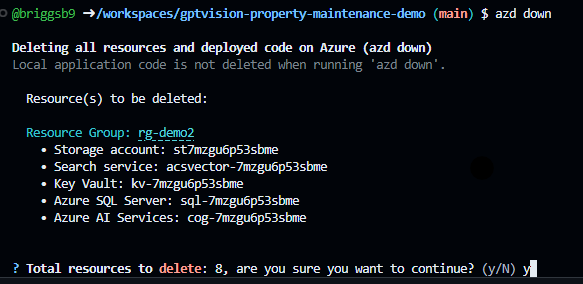 @briggsb9 ➜/workspaces/gptvision-property-maintenance-demo (main) $ azd down
Deleting all resources and deployed code on Azure (azd down)
Local application code is not deleted when running 'azd down'.
Resource(s) to be deleted:
Resource Group: rg-demo2
• Storage account: st7mzgu6p53sbme
• Search service: acsvector-7mzgu6p53sbme
• Key Vault: kv-7mzgu6p53sbme
• Azure SQL Server: sql-7mzgu6p53sbme
• Azure AI Services: cog-7mzgu6p53sbme
? Total resources to delete: 8, are you sure you want to continue? (y/N) y